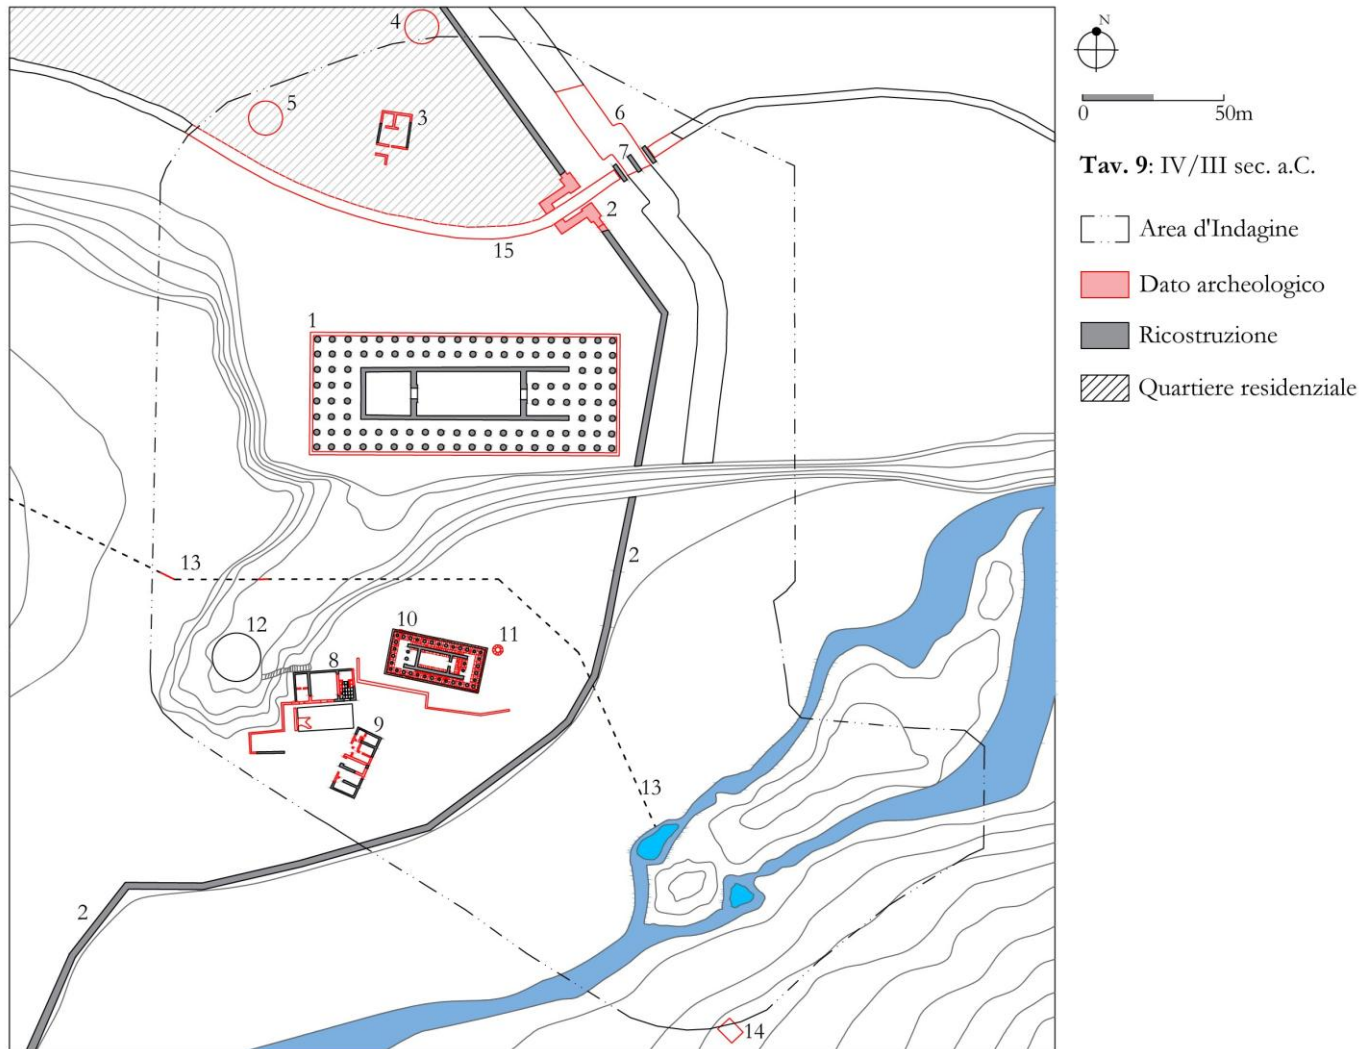 4
5
3
6
7
2
15
1
2
13
12
8
10
11
9
13
2
14
N
0 50m
Tav. 9: IV/III sec. a.C.
Area d'Indagine
Dato archeologico
Ricostruzione
Quartiere residenziale